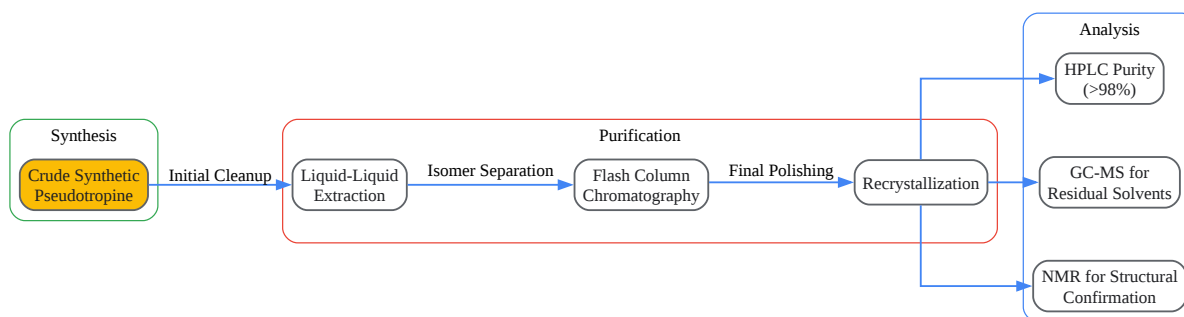 Synthesis
Crude Synthetic
Pseudotropine
Initial Cleanup
Purification
Liquid-Liquid
Extraction
Isomer Separation
Flash Column
Chromatography
Final Polishing
Recrystallization
Analysis
HPLC Purity
(>98%)
GC-MS for
Residual Solvents
NMR for Structural
Confirmation